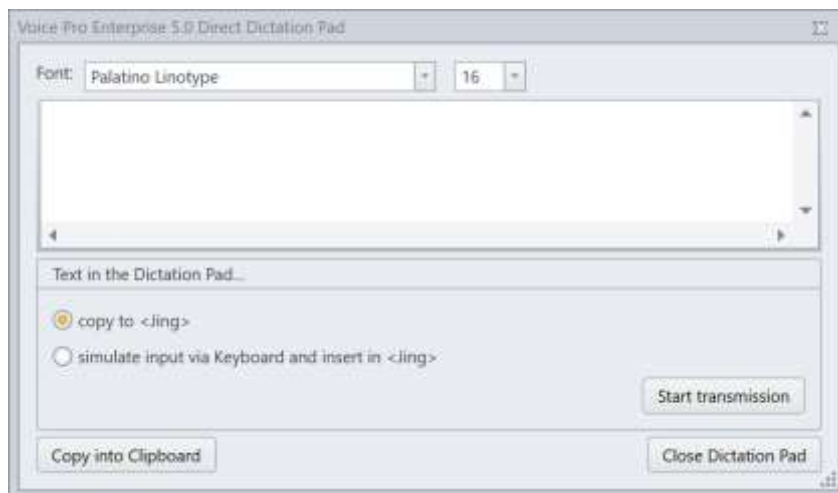 Voice Pro Enterprise 5.0 Direct Dictation Pad
Font: Palatino Linotype 16
Text in the Dictation Pad...
copy to <Jing>
simulate input via Keyboard and insert in <Jing>
Start transmission
Copy into Clipboard Close Dictation Pad